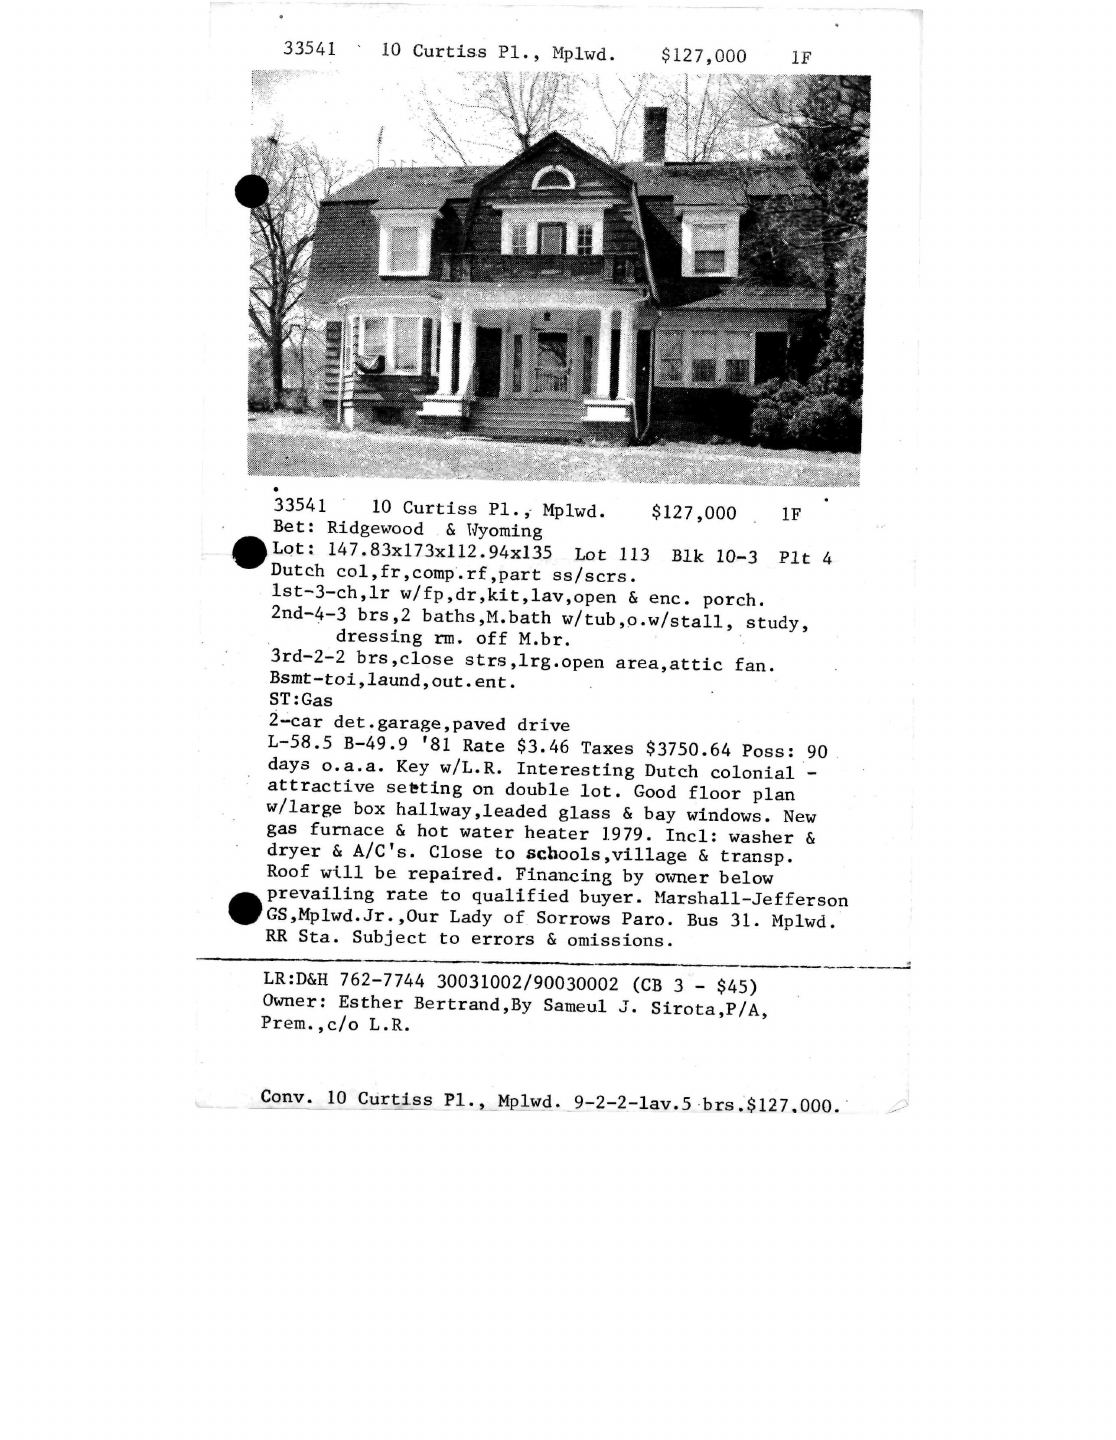 33541 10 Curtiss Pl., Mplwd. $127,000 1F
33541 10 Curtiss Pl., Mplwd. $127,000 1F
Bet: Ridgewood & Wyoming
Lot: 147.83x173x112.94x135 Lot 113 Blk 10-3 Plt 4
Dutch col,fr,comp.rf,part ss/scrs.
1st-3-ch,lr w/fp,dr,kit,lav,open & enc. porch.
2nd-4-3 brs,2 baths,M.bath w/tub,o.w/stall, study,
dressing rm. off M.br.
3rd-2-2 brs,close strs,lrg.open area,attic fan.
Bsmt-toi,laund,out.ent.
ST:Gas
2-car det.garage,paved drive
L-58.5 B-49.9 '81 Rate $3.46 Taxes $3750.64 Poss: 90
days o.a.a. Key w/L.R. Interesting Dutch colonial -
attractive setting on double lot. Good floor plan
w/large box hallway,leaded glass & bay windows. New
gas furnace & hot water heater 1979. Incl: washer &
dryer & A/C's. Close to schools,village & transp.
Roof will be repaired. Financing by owner below
prevailing rate to qualified buyer. Marshall-Jefferson
GS,Mplwd.Jr.,Our Lady of Sorrows Paro. Bus 31. Mplwd.
RR Sta. Subject to errors & omissions.
LR:D&H 762-7744 30031002/90030002 (CB 3 - $45)
Owner: Esther Bertrand,By Sameul J. Sirota,P/A,
Prem.,c/o L.R.
Conv. 10 Curtiss Pl., Mplwd. 9-2-2-lav.5 brs.$127.000.